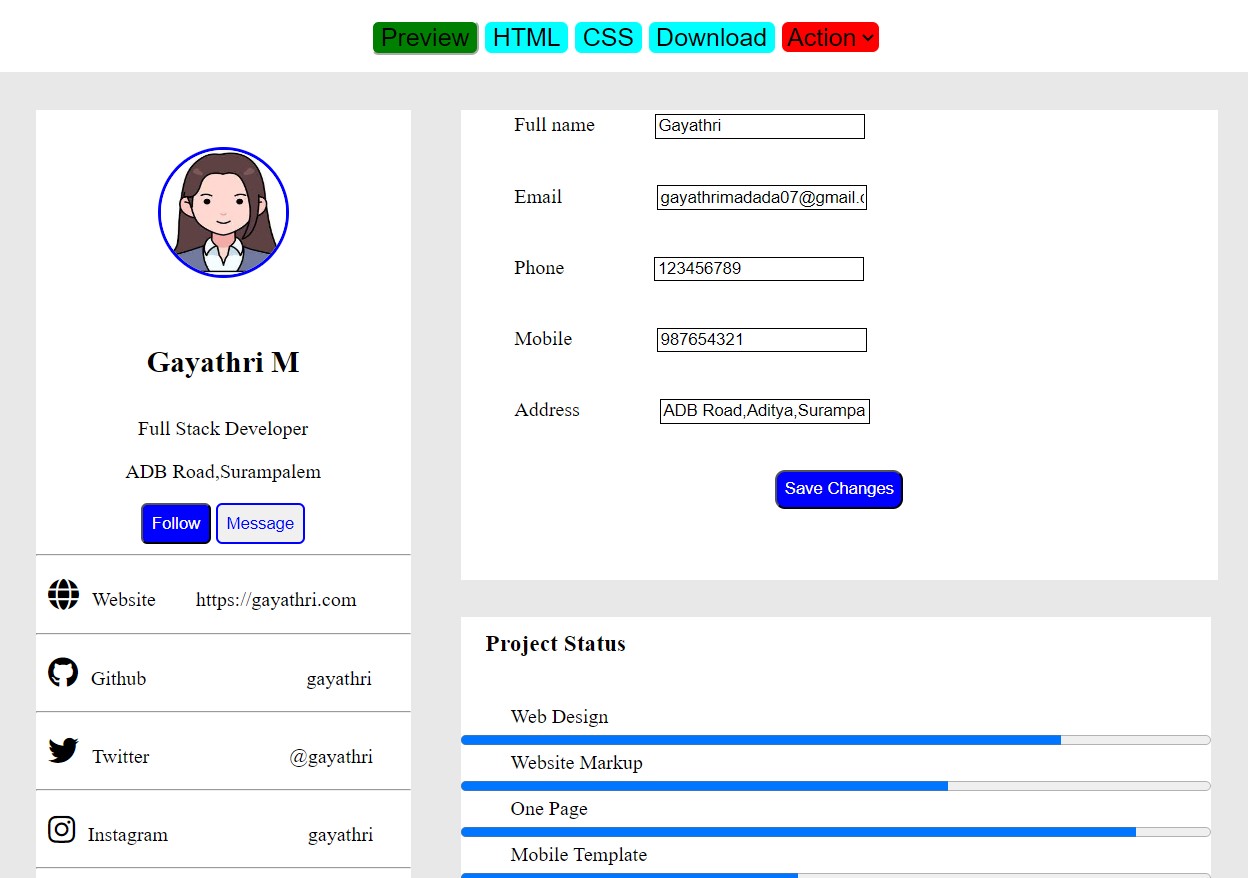 Preview HTML CSS Download Action
Gayathri M
Full Stack Developer
ADB Road,Surampalem
Follow Message
Website https://gayathri.com
Github gayathri
Twitter @gayathri
Instagram gayathri
Full name Gayathri
Email gayathrimadada07@gmail.c
Phone 123456789
Mobile 987654321
Address ADB Road,Aditya,Surampa
Save Changes
Project Status
Web Design
Website Markup
One Page
Mobile Template